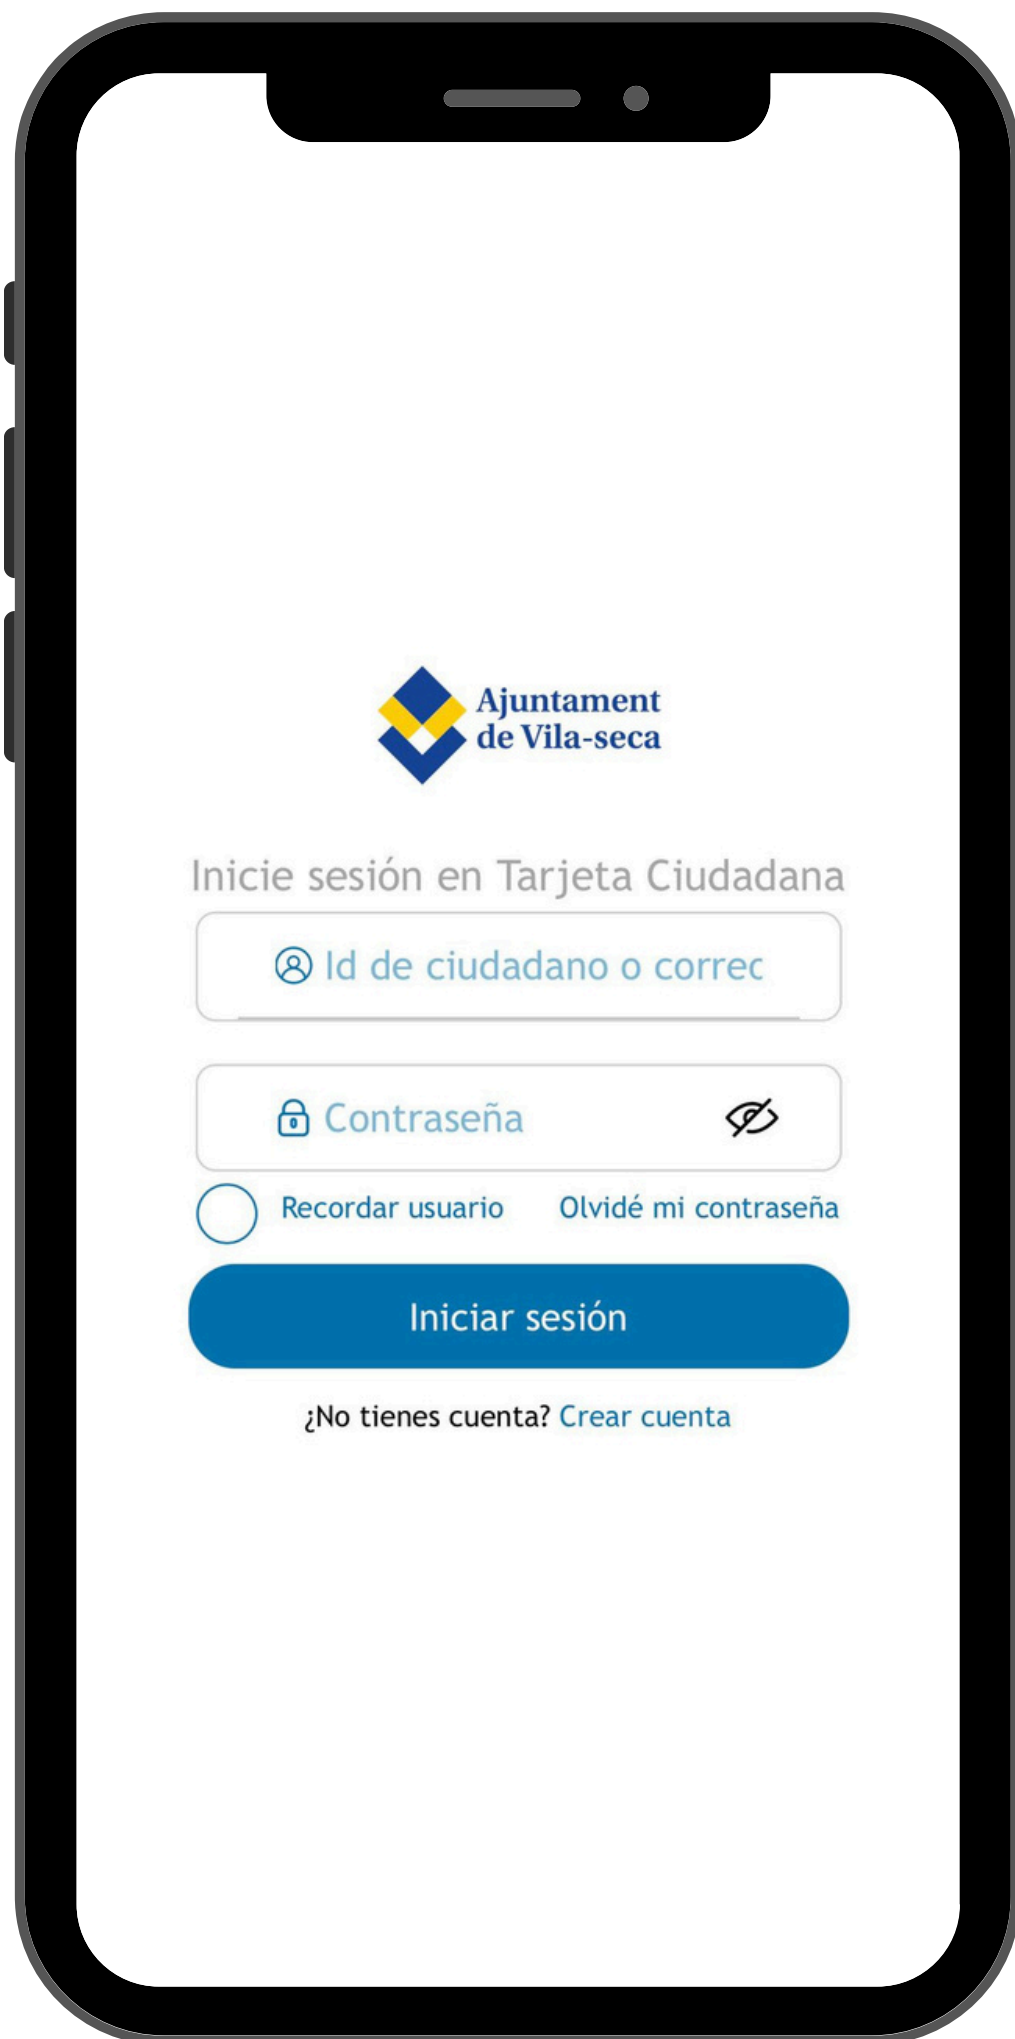 Ajuntament
de Vila-seca
Inicie sesión en Tarjeta Ciudadana
Id de ciudadano o correc
Contraseña
Recordar usuario Olvidé mi contraseña
Iniciar sesión
¿No tienes cuenta? Crear cuenta